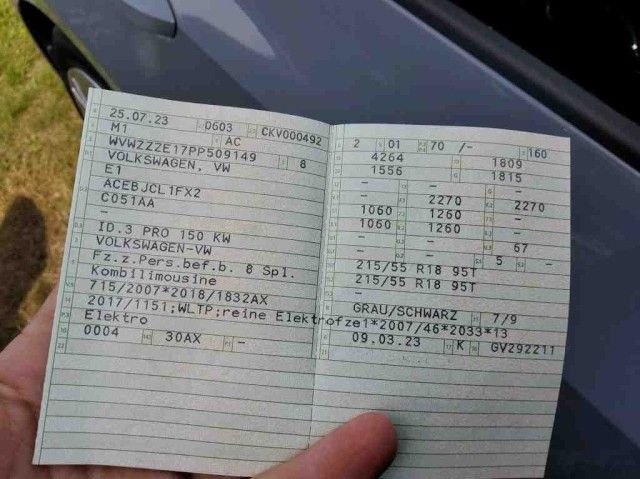 25.07.23 0603 CKV000492
M1 AC
WVWZZZE17PP509149 8
VOLKSWAGEN, VW
E1
ACEBJCL1FX2
C051AA
-
ID.3 PRO 150 KW
VOLKSWAGEN-VW
Fz.z.Pers.bef.b. 8 Spl.
Kombilimousine
715/2007*2018/1832AX
2017/1151;WLTP;reine Elektrofze1*2007/46*2033*13
Elektro
0004 30AX -
2 01 70 /- 160
4264 1809
1556 1815
- - -
- 2270 2270
1060 1260 -
1060 1260 -
- - 67
- - 5 -
215/55 R18 95T
215/55 R18 95T
-
GRAU/SCHWARZ 7/9
09.03.23 K GV292211